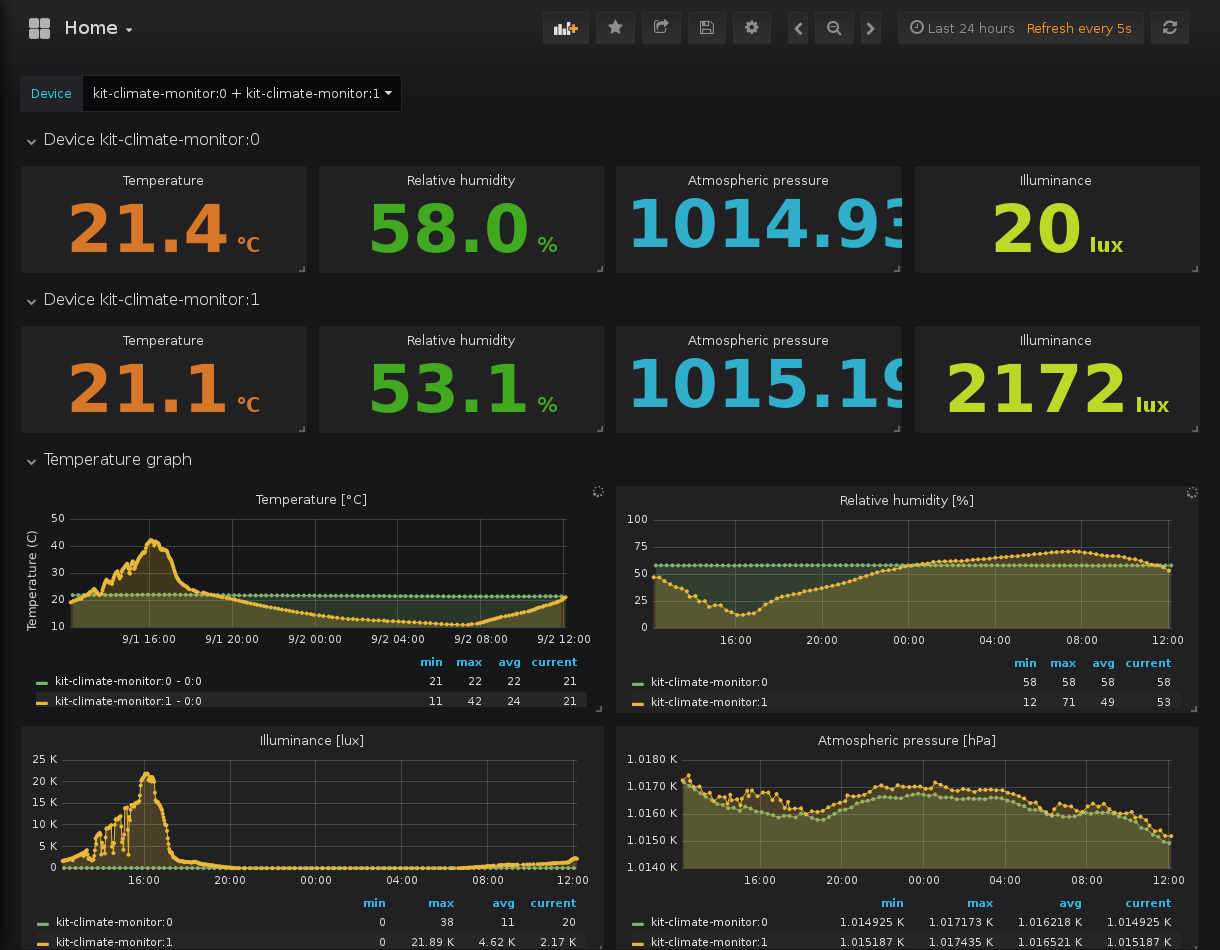 Home
Last 24 hours Refresh every 5s
Device kit-climate-monitor:0 + kit-climate-monitor:1
Device kit-climate-monitor:0
Temperature Relative humidity Atmospheric pressure Illuminance
21.4 °C 58.0 % 1014.93 20 lux
Device kit-climate-monitor:1
Temperature Relative humidity Atmospheric pressure Illuminance
21.1 °C 53.1 % 1015.19 2172 lux
Temperature graph
Temperature [°C]
Temperature (C)
50
40
30
20
10
9/1 16:00 9/1 20:00 9/2 00:00 9/2 04:00 9/2 08:00 9/2 12:00
min max avg current
kit-climate-monitor:0 - 0:0 21 22 22 21
kit-climate-monitor:1 - 0:0 11 42 24 21
Relative humidity [%]
100
75
50
25
0
16:00 20:00 00:00 04:00 08:00 12:00
min max avg current
kit-climate-monitor:0 58 58 58 58
kit-climate-monitor:1 12 71 49 53
Illuminance [lux]
25 K
20 K
15 K
10 K
5 K
0
16:00 20:00 00:00 04:00 08:00 12:00
min max avg current
kit-climate-monitor:0 0 38 11 20
kit-climate-monitor:1 0 21.89 K 4.62 K 2.17 K
Atmospheric pressure [hPa]
1.0180 K
1.0170 K
1.0160 K
1.0150 K
1.0140 K
16:00 20:00 00:00 04:00 08:00 12:00
min max avg current
kit-climate-monitor:0 1.014925 K 1.017173 K 1.016218 K 1.014925 K
kit-climate-monitor:1 1.015187 K 1.017435 K 1.016521 K 1.015187 K